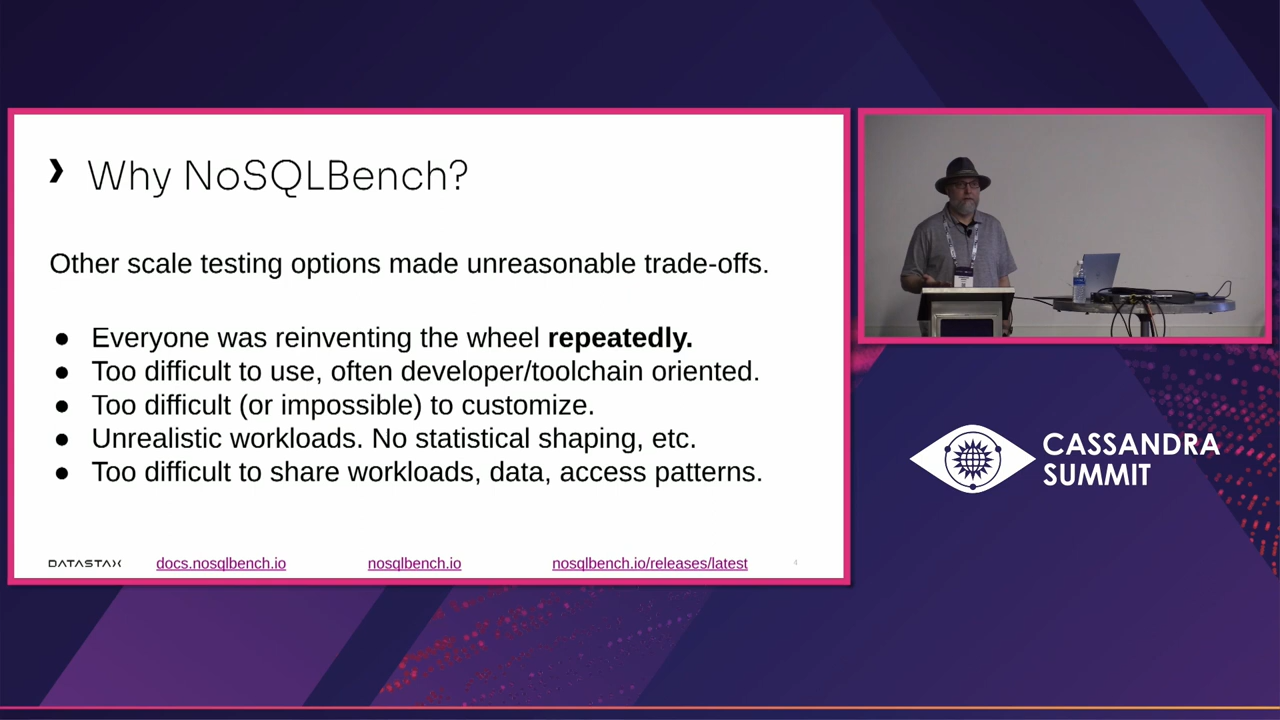 Why NoSQLBench?
Other scale testing options made unreasonable trade-offs.
● Everyone was reinventing the wheel repeatedly.
● Too difficult to use, often developer/toolchain oriented.
● Too difficult (or impossible) to customize.
● Unrealistic workloads. No statistical shaping, etc.
● Too difficult to share workloads, data, access patterns.
DATASTAX docs.nosqlbench.io nosqlbench.io nosqlbench.io/releases/latest 4
CASSANDRA
SUMMIT